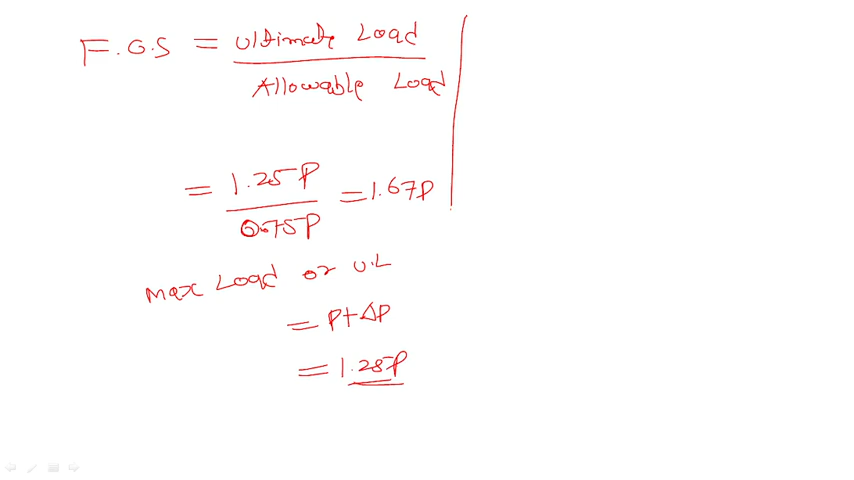 F.O.S = Ultimate Load
Allowable Load
= 1.25P
0.75P
= 1.67P
Max Load or U.L
= P+ΔP
= 1.25P